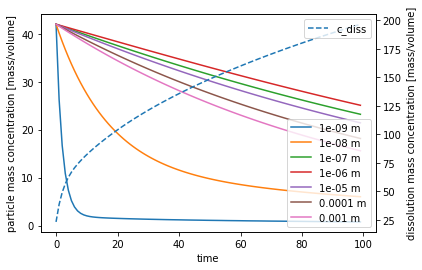 particle mass concentration [mass/volume]
40
30
20
10
0
0
20
40
60
80
100
time
c_diss
1e-09 m
1e-08 m
1e-07 m
1e-06 m
1e-05 m
0.0001 m
0.001 m
200
175
150
125
100
75
50
25
dissolution mass concentration [mass/volume]